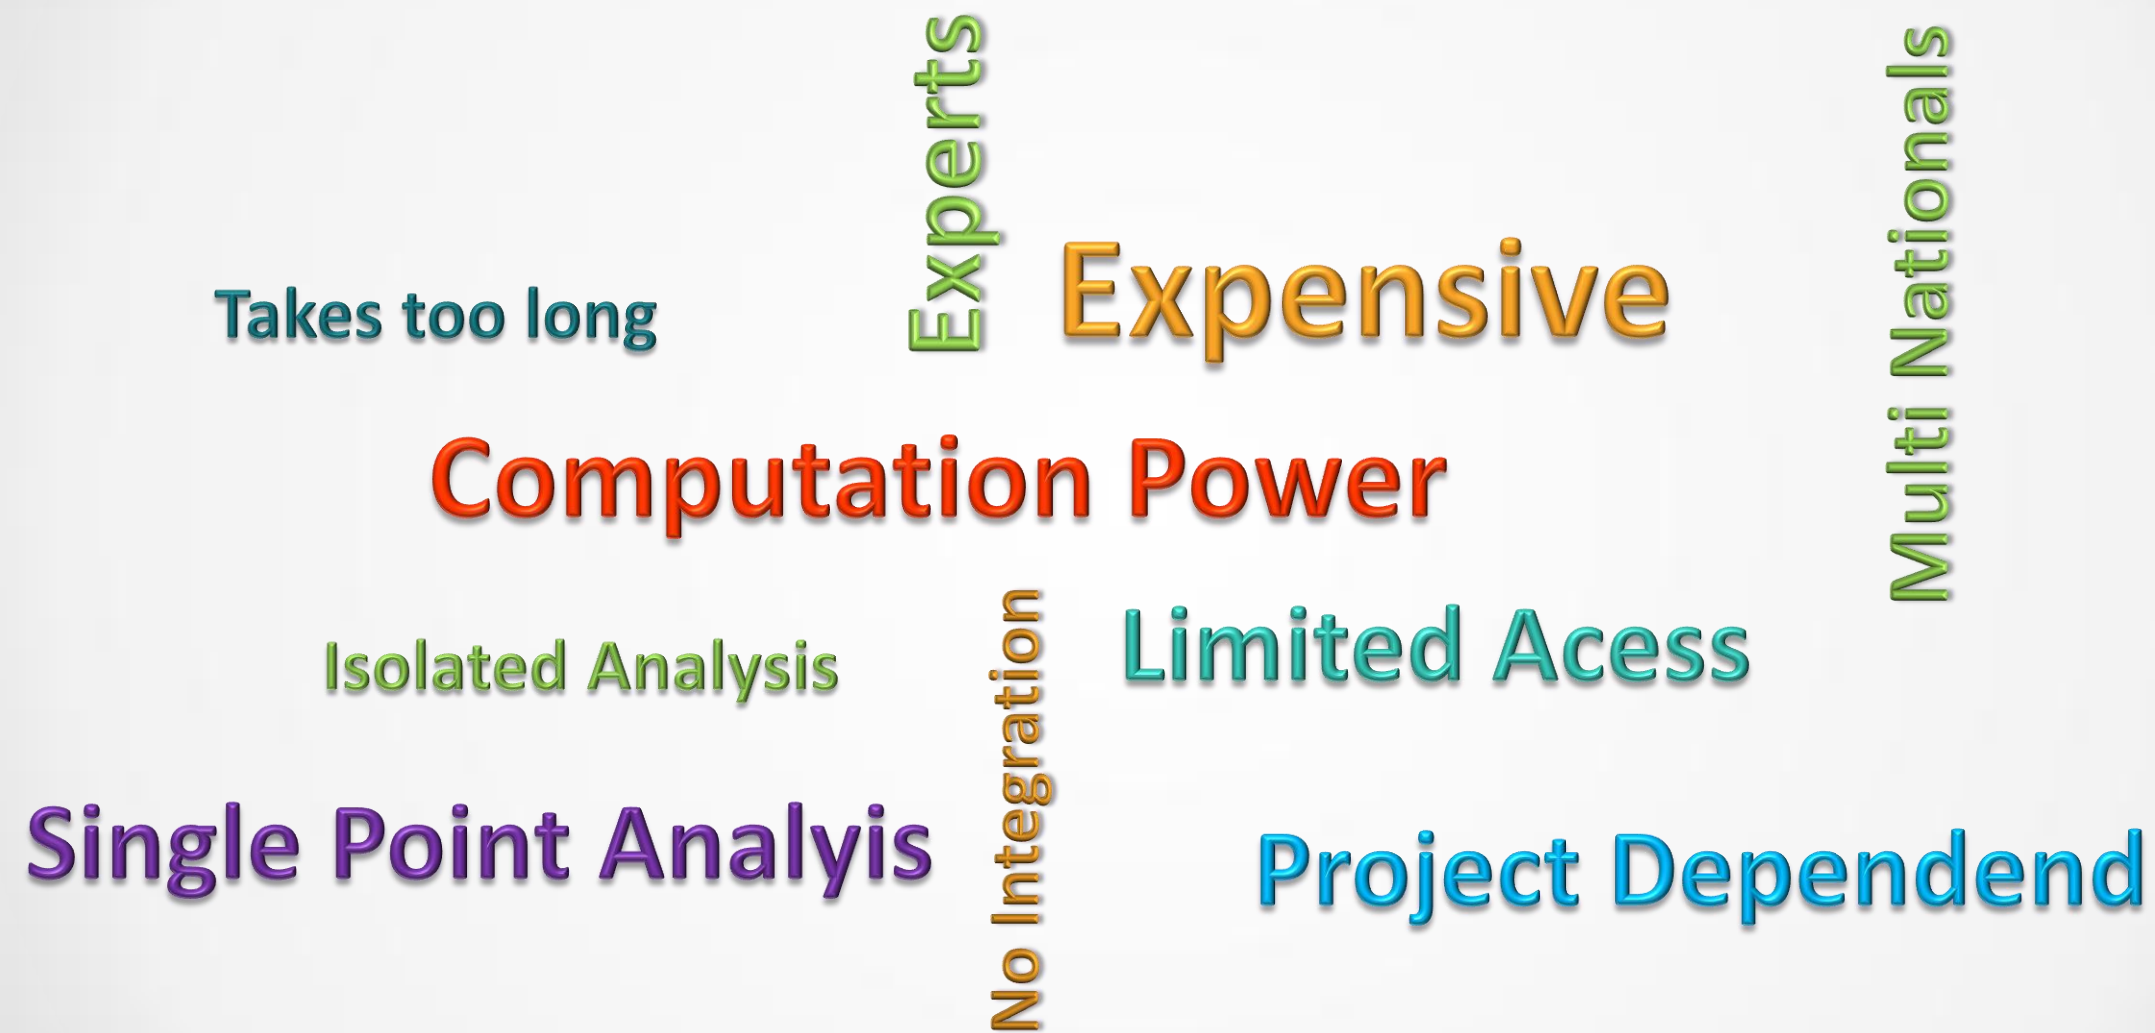 Experts
Multi Nationals
Expensive
Takes too long
Computation Power
Isolated Analysis
No Integration
Limited Acess
Single Point Analyis
Project Dependend